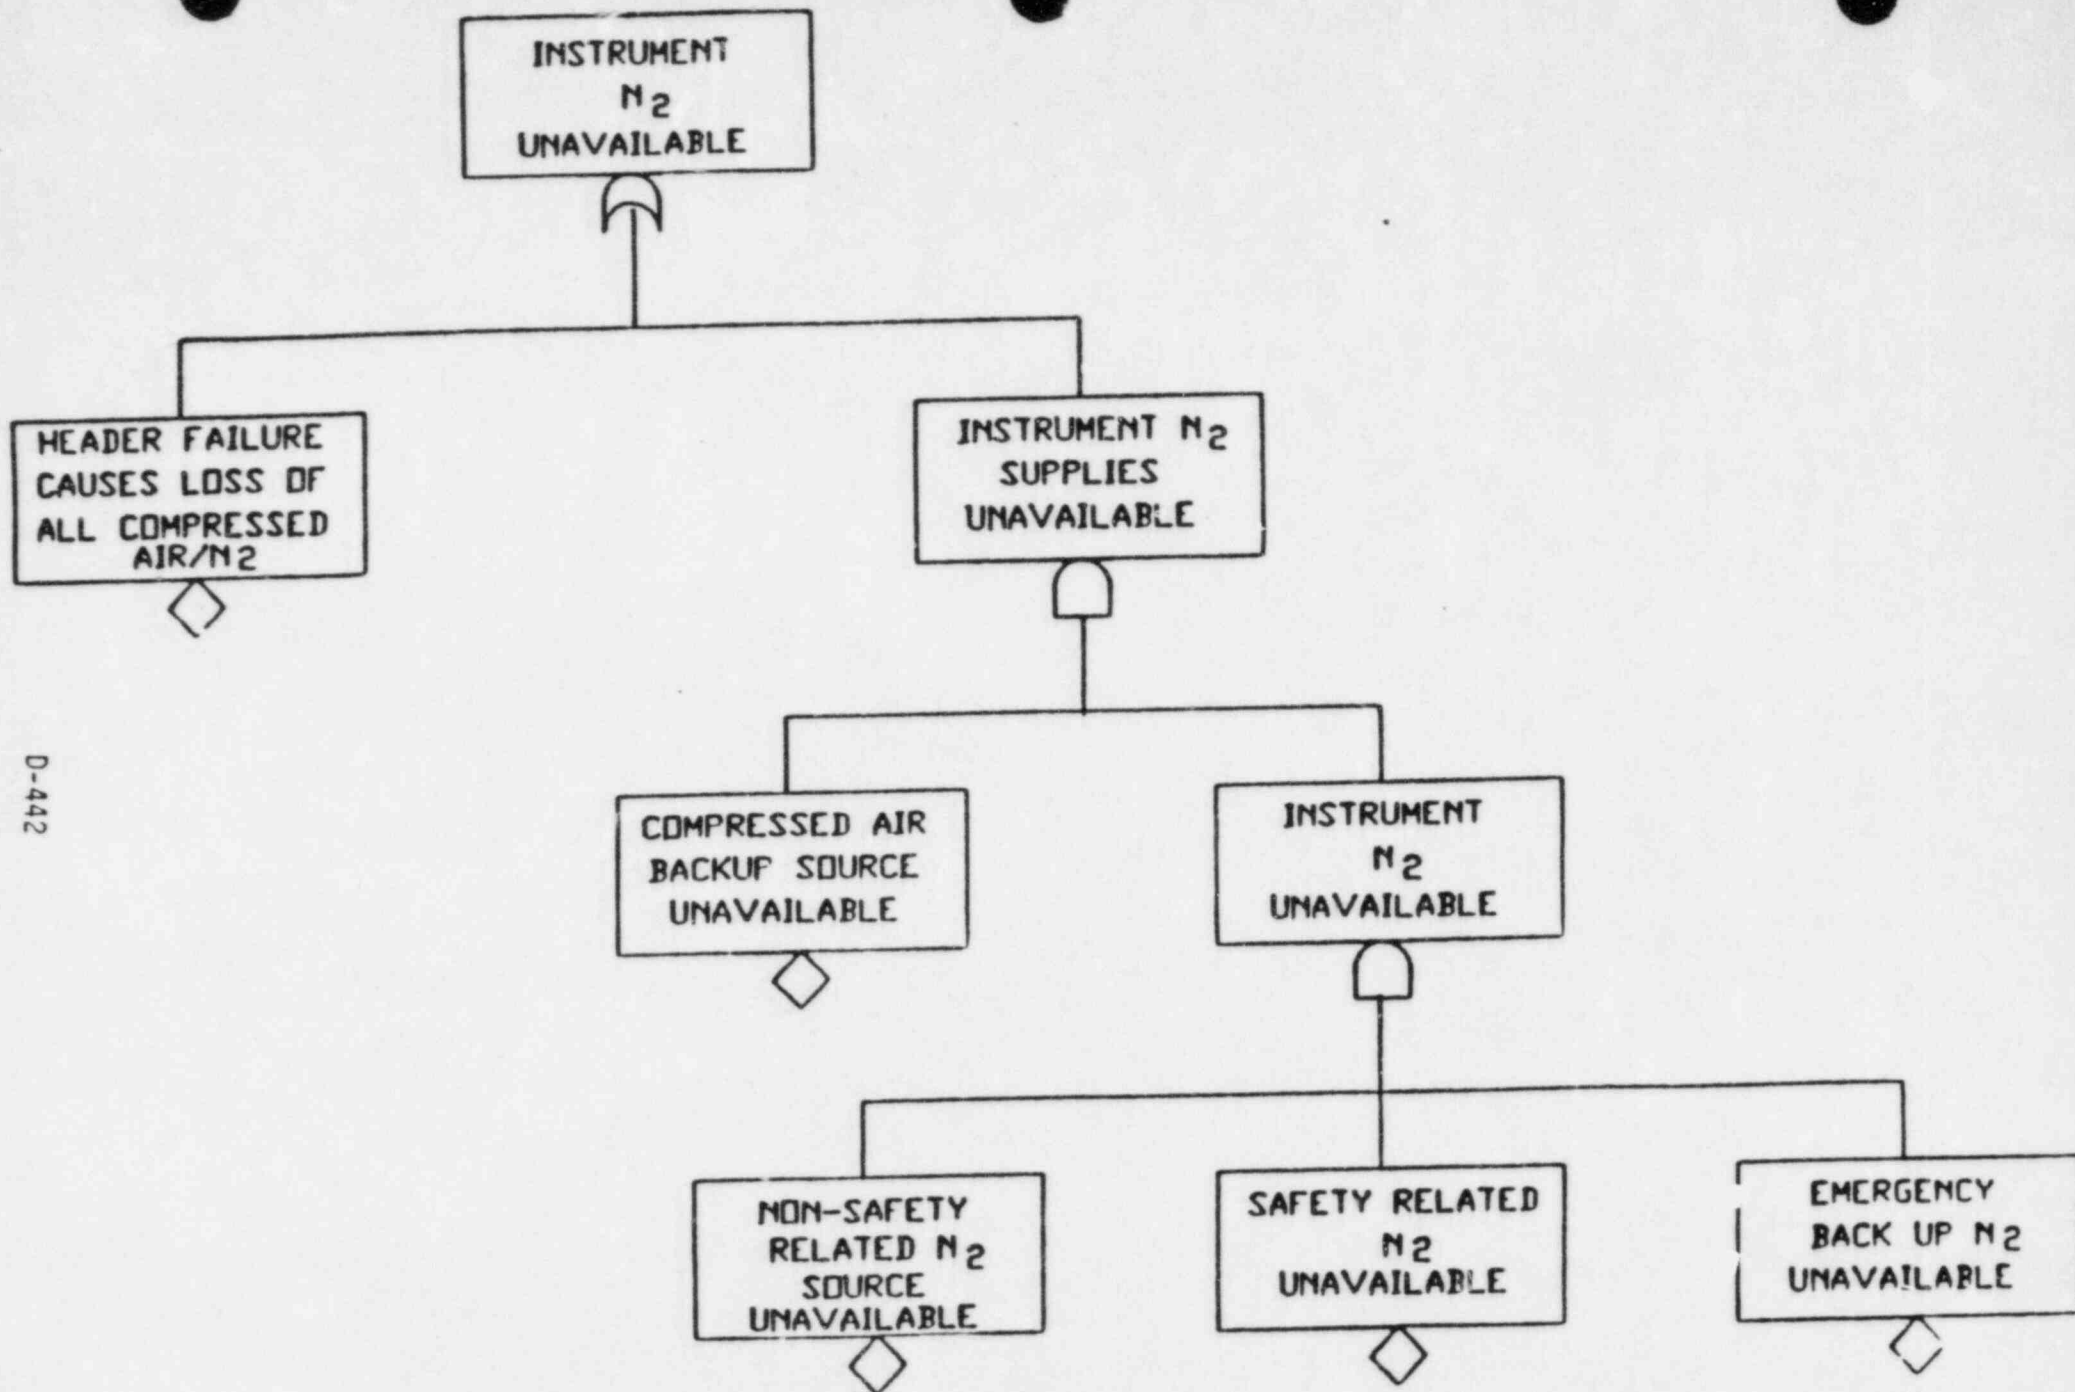 INSTRUMENT
N2
UNAVAILABLE
HEADER FAILURE
CAUSES LOSS OF
ALL COMPRESSED
AIR/N2
INSTRUMENT N2
SUPPLIES
UNAVAILABLE
D-442
COMPRESSED AIR
BACKUP SOURCE
UNAVAILABLE
INSTRUMENT
N2
UNAVAILABLE
NON-SAFETY
RELATED N2
SOURCE
UNAVAILABLE
SAFETY RELATED
N2
UNAVAILABLE
EMERGENCY
BACK UP N2
UNAVAILABLE